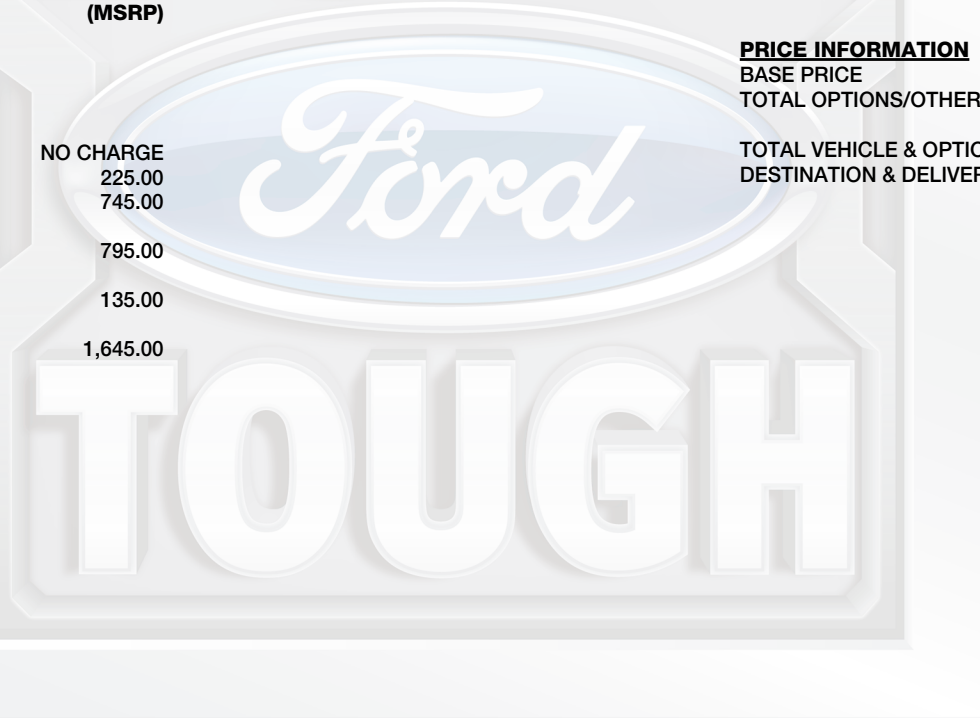 (MSRP)
NO CHARGE
225.00
745.00
795.00
135.00
1,645.00
PRICE INFORMATION
BASE PRICE
TOTAL OPTIONS/OTHER
TOTAL VEHICLE & OPTIO
DESTINATION & DELIVER
Ford
TOUGH